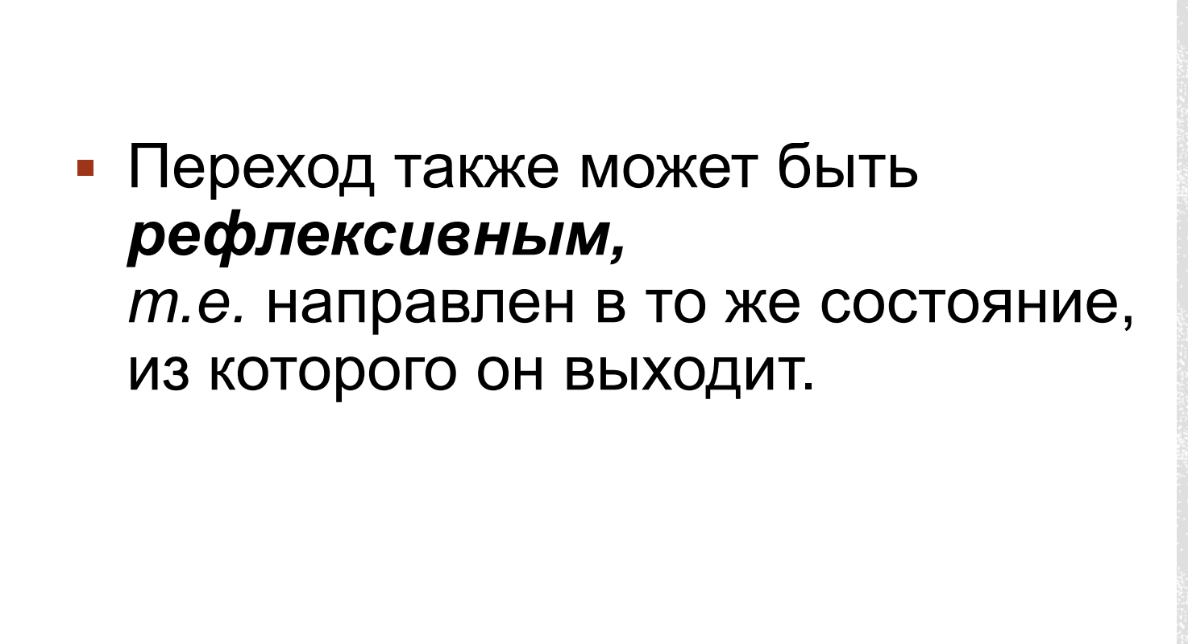 ▪ Переход также может быть
рефлексивным,
т.е. направлен в то же состояние,
из которого он выходит.